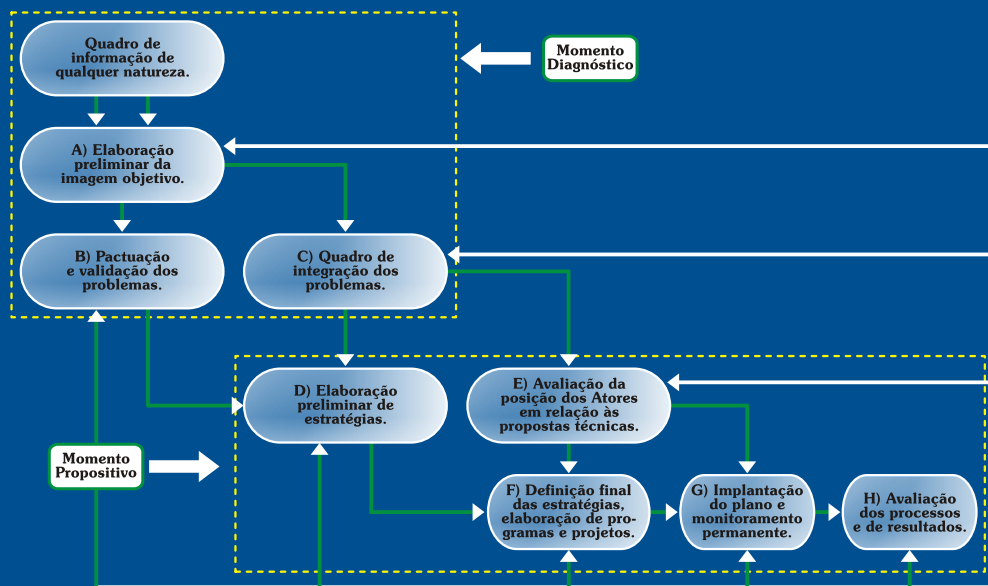 Quadro de
informação de
qualquer natureza.
Momento
Diagnóstico
A) Elaboração
preliminar da
imagem objetivo.
B) Pactuação
e validação dos
problemas.
C) Quadro de
integração dos
problemas.
D) Elaboração
preliminar de
estratégias.
E) Avaliação da
posição dos Atores
em relação às
propostas técnicas.
Momento
Propositivo
F) Definição final
das estratégias,
elaboração de pro-
gramas e projetos.
G) Implantação
do plano e
monitoramento
permanente.
H) Avaliação
dos processos
e de resultados.